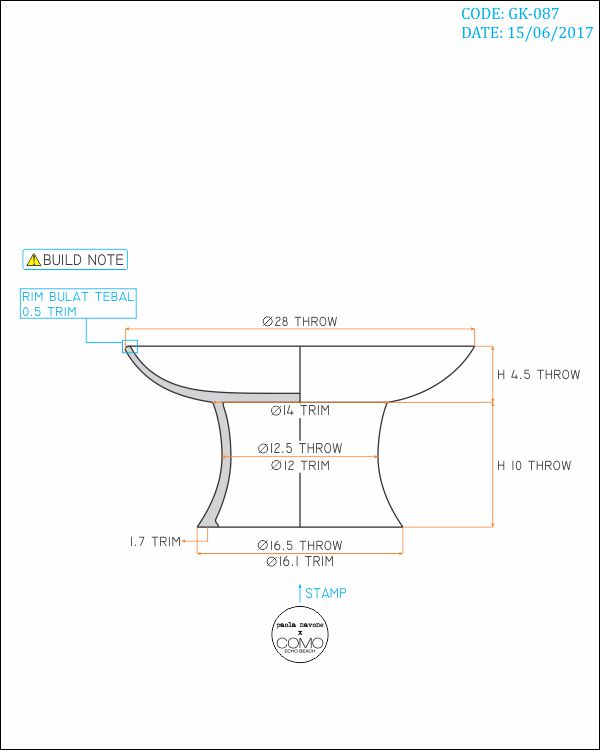 CODE: GK-087
DATE: 15/06/2017
BUILD NOTE
RIM BULAT TEBAL
0.5 TRIM
Ø28 THROW
H 4.5 THROW
Ø14 TRIM
Ø12.5 THROW
Ø12 TRIM
H 10 THROW
1.7 TRIM
Ø16.5 THROW
Ø16.1 TRIM
STAMP
paola navone
x
COMO
ECHO BEACH